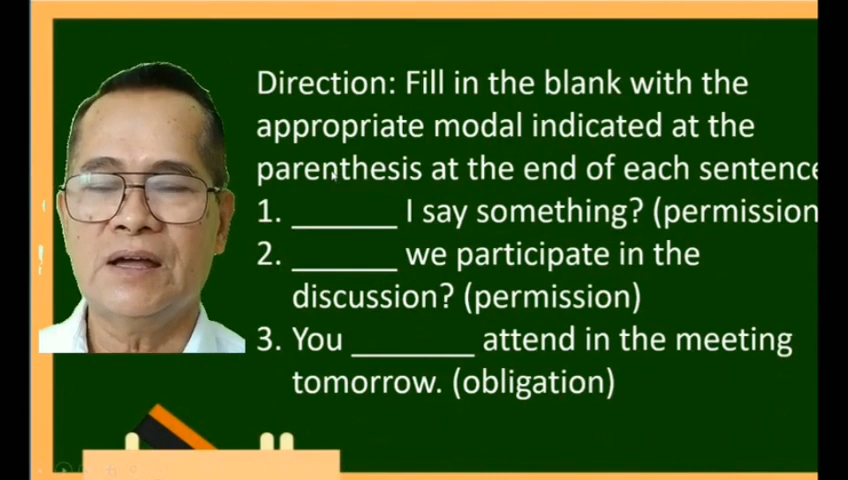 Direction: Fill in the blank with the
appropriate modal indicated at the
parenthesis at the end of each sentence
1. ______ I say something? (permission
2. ______ we participate in the
discussion? (permission)
3. You _______ attend in the meeting
tomorrow. (obligation)